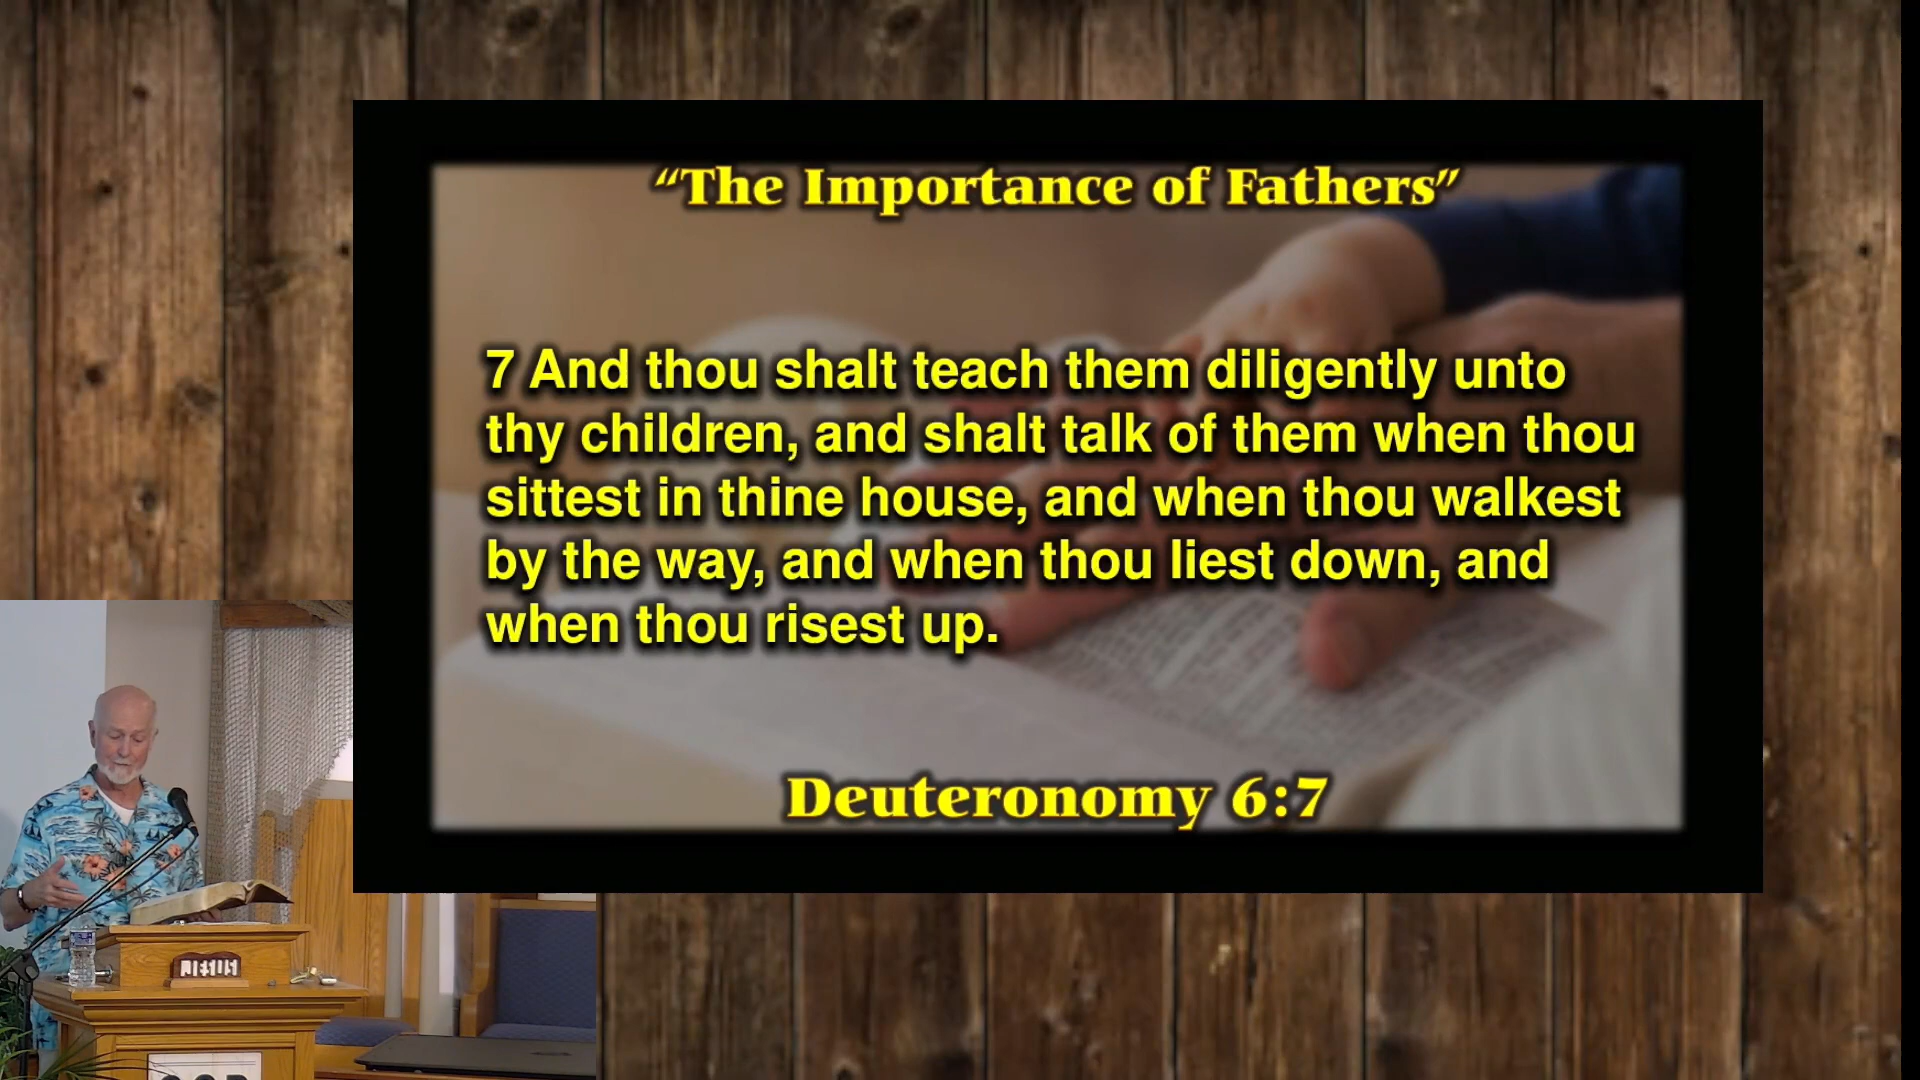 “The Importance of Fathers”
7 And thou shalt teach them diligently unto
thy children, and shalt talk of them when thou
sittest in thine house, and when thou walkest
by the way, and when thou liest down, and
when thou risest up.
Deuteronomy 6:7
JESUS